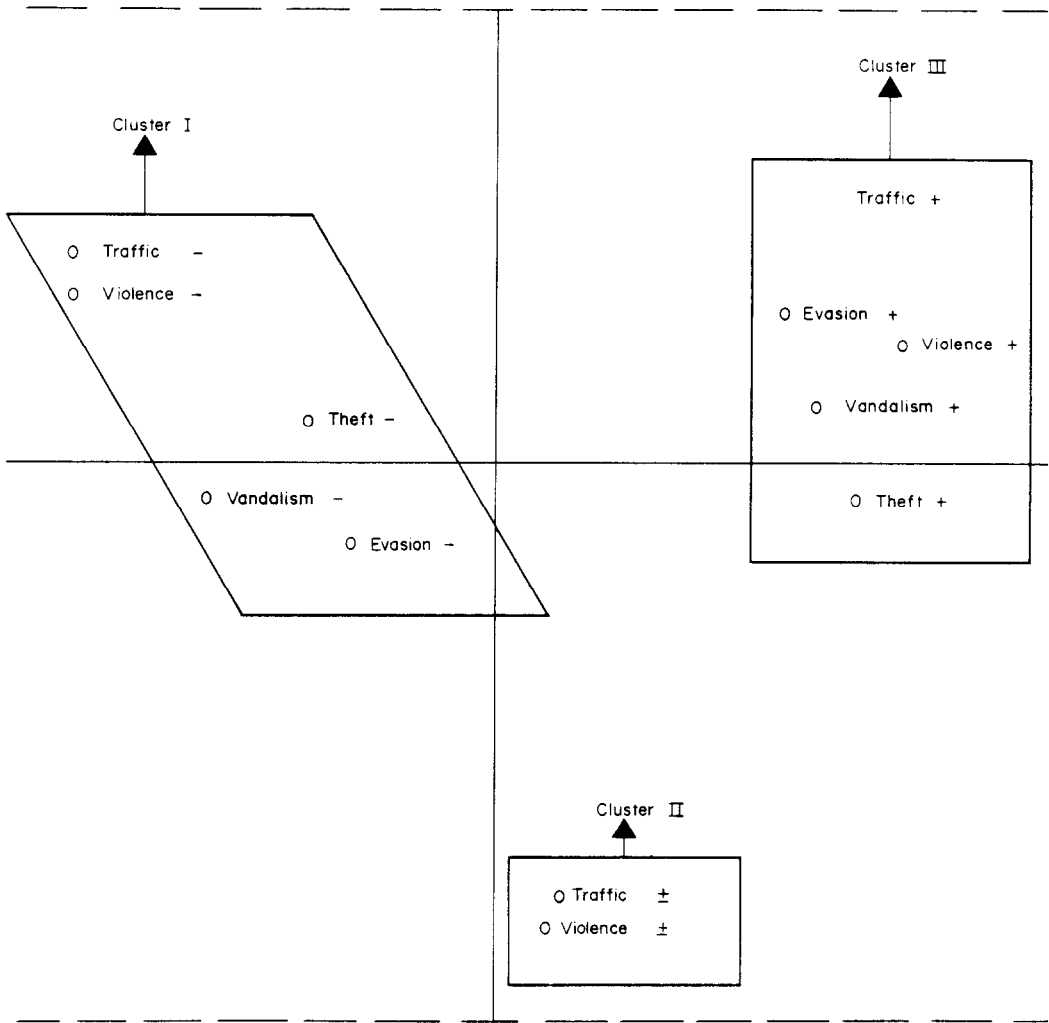 Cluster III
Cluster I
Traffic +
Traffic -
Violence -
Evasion +
Violence +
Vandalism +
Theft -
Vandalism -
Theft +
Evasion -
Cluster II
Traffic ±
Violence ±